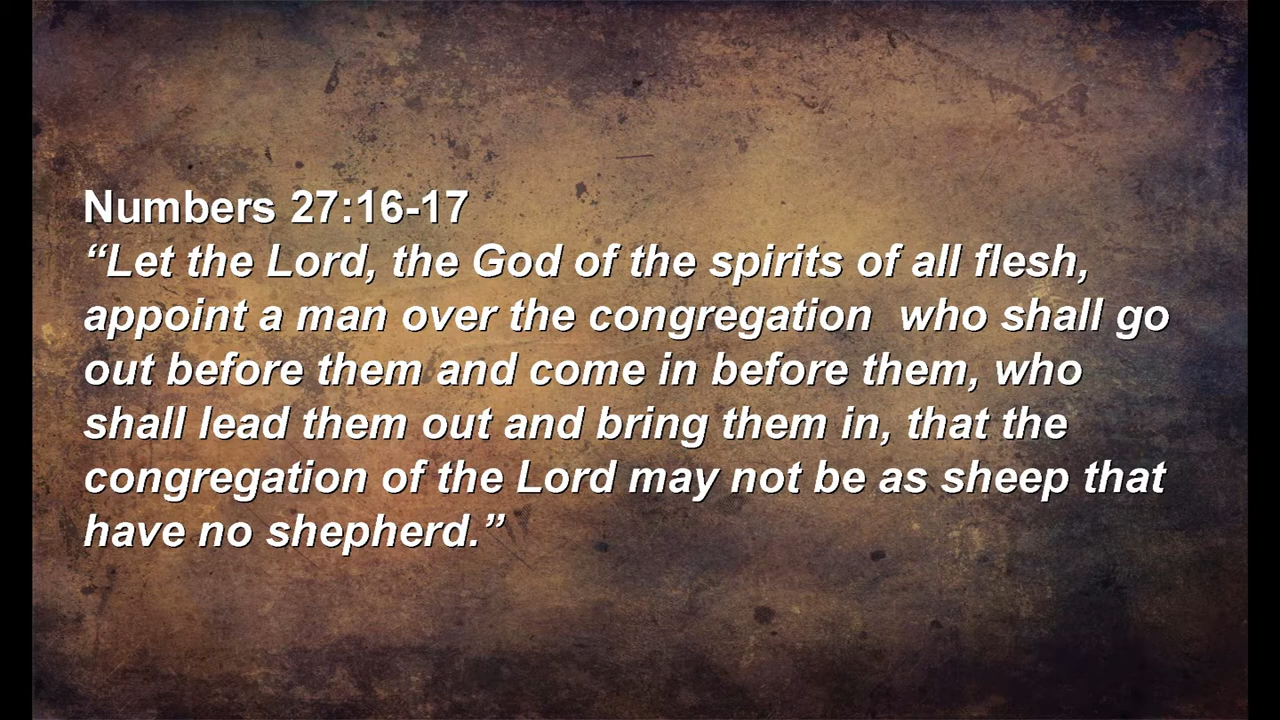 Numbers 27:16-17
“Let the Lord, the God of the spirits of all flesh,
appoint a man over the congregation  who shall go
out before them and come in before them, who
shall lead them out and bring them in, that the
congregation of the Lord may not be as sheep that
have no shepherd.”